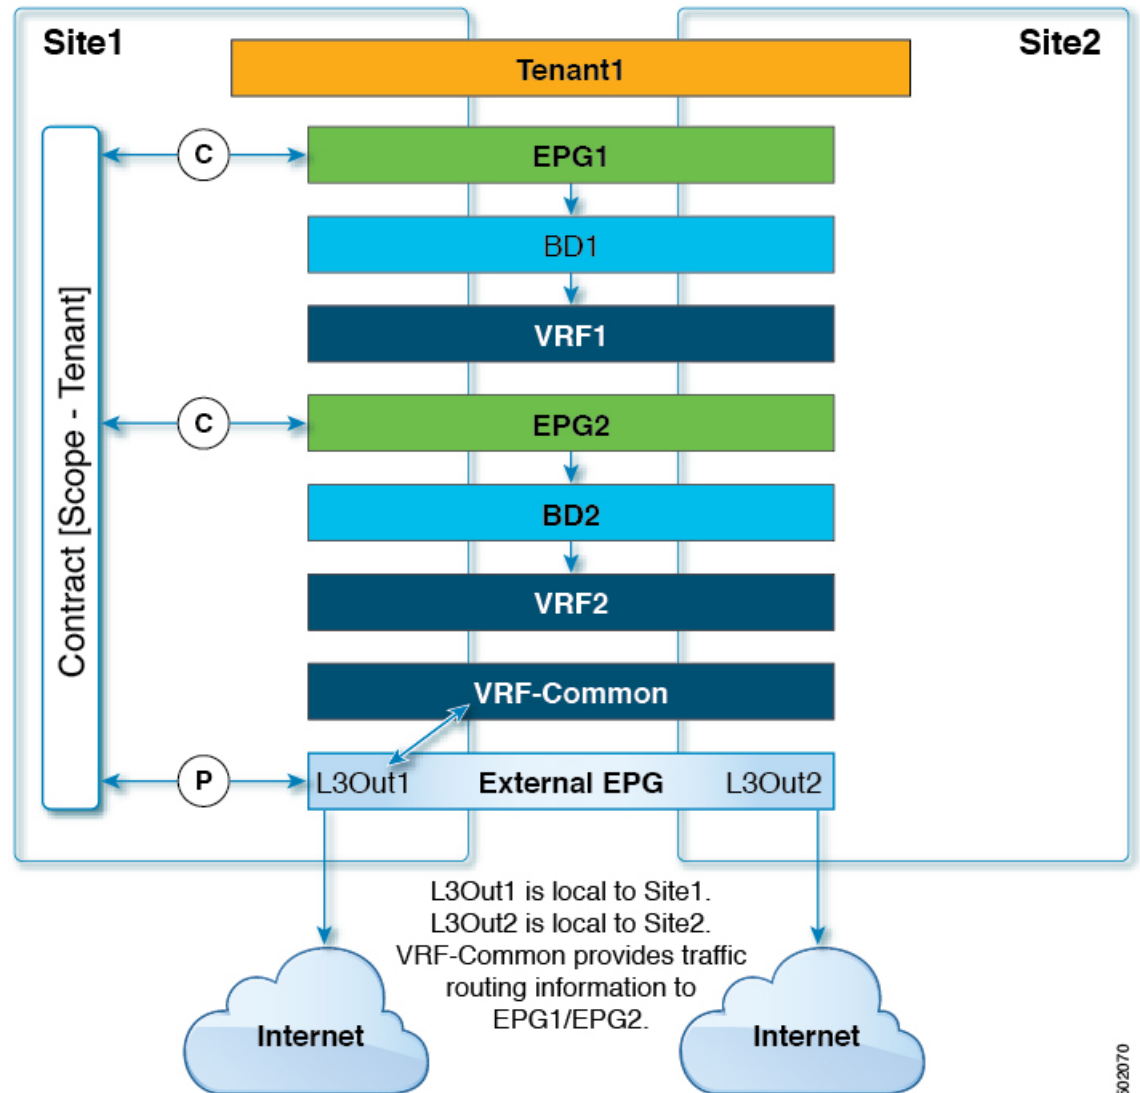 Site1
Site2
Tenant1
C
EPG1
BD1
VRF1
Contract [Scope - Tenant]
C
EPG2
BD2
VRF2
VRF-Common
P
L3Out1 External EPG L3Out2
L3Out1 is local to Site1.
L3Out2 is local to Site2.
VRF-Common provides traffic
routing information to
EPG1/EPG2.
Internet
Internet